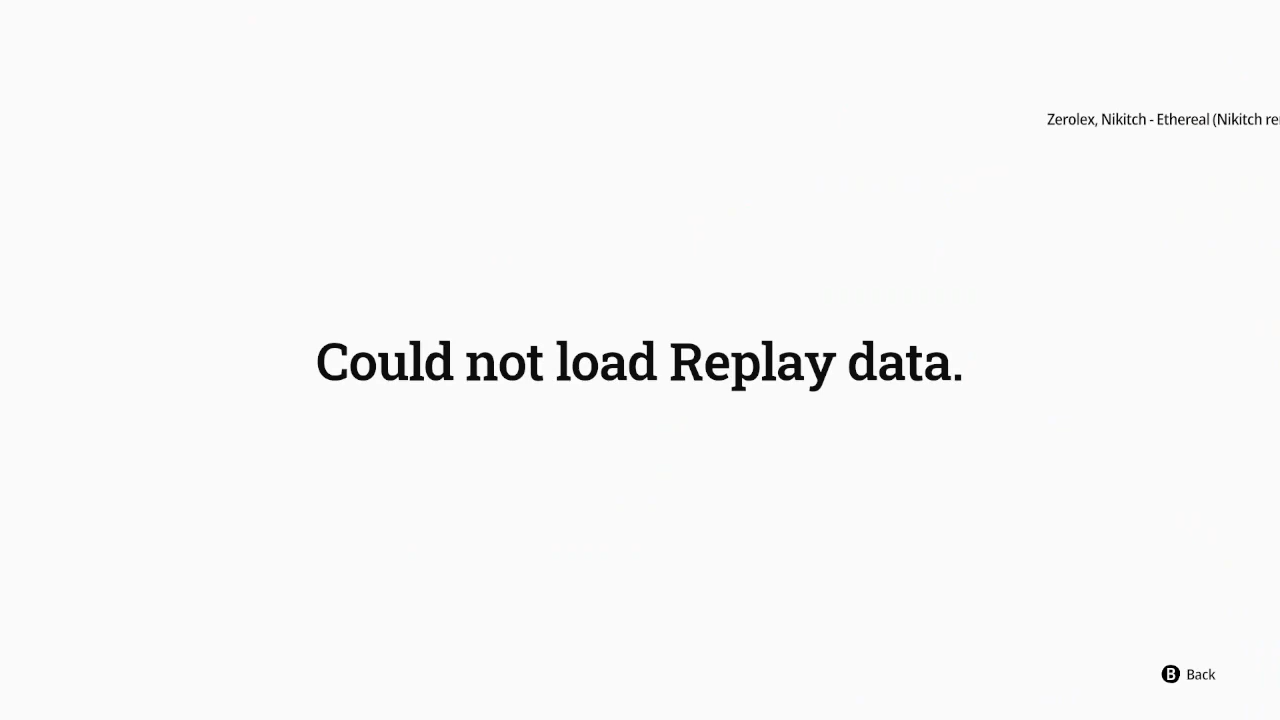 Zerolex, Nikitch - Ethereal (Nikitch
Could not load Replay data.
B Back